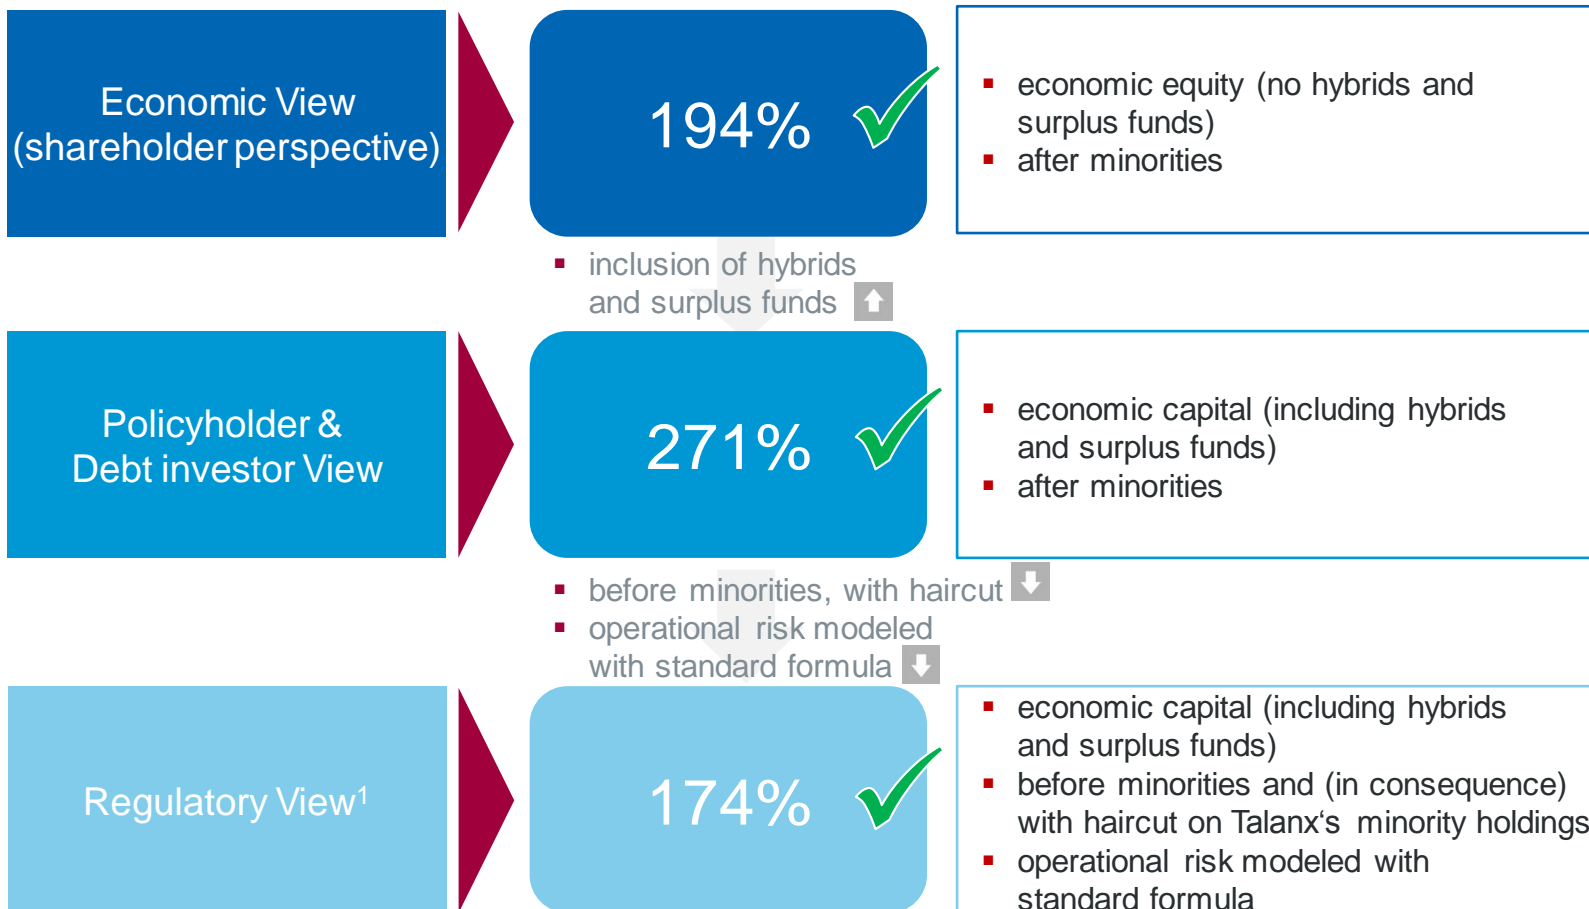 Economic View
(shareholder perspective)
194%
▪ economic equity (no hybrids and
surplus funds)
▪ after minorities
▪ inclusion of hybrids
and surplus funds
Policyholder &
Debt investor View
271%
▪ economic capital (including hybrids
and surplus funds)
▪ after minorities
▪ before minorities, with haircut
▪ operational risk modeled
with standard formula
Regulatory View¹
174%
▪ economic capital (including hybrids
and surplus funds)
▪ before minorities and (in consequence)
with haircut on Talanx‘s minority holdings
▪ operational risk modeled with
standard formula